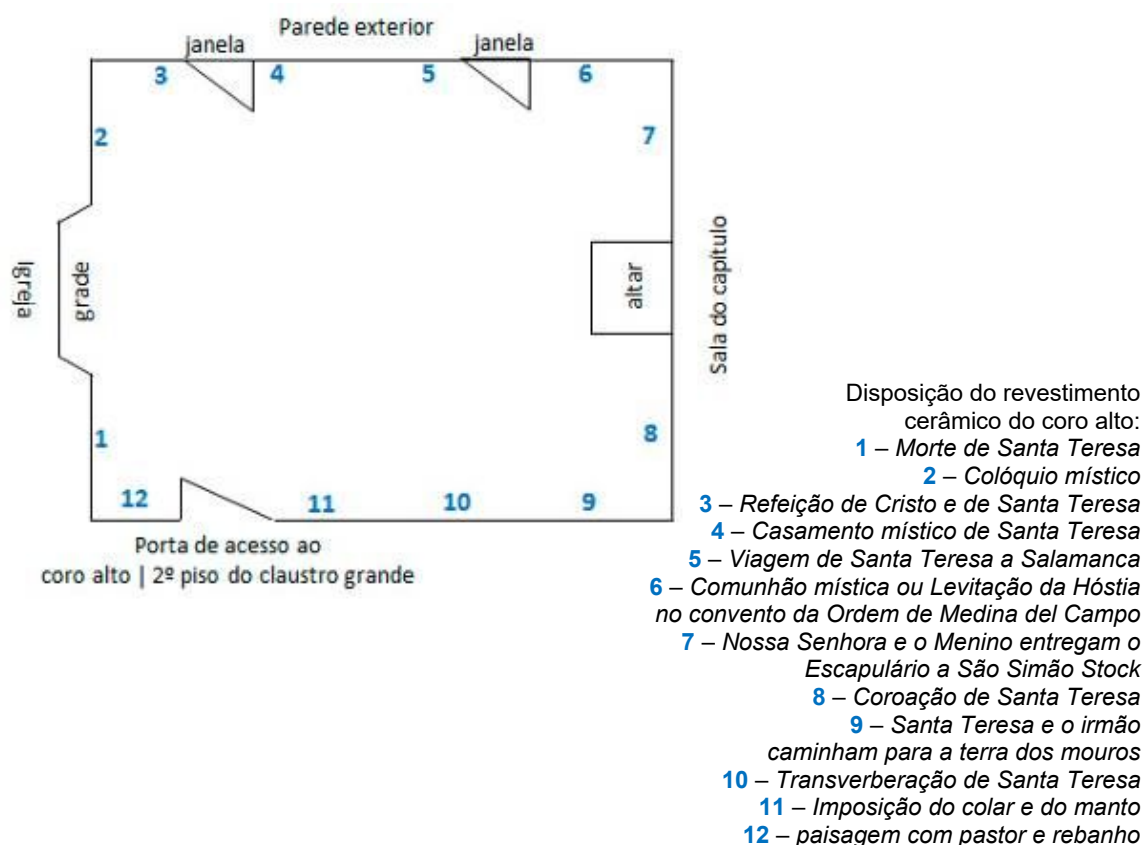 Parede exterior
janela
janela
3
4
5
6
2
7
Igreja
grade
altar
Sala do capítulo
1
8
12
11
10
9
Porta de acesso ao
coro alto | 2º piso do claustro grande
Disposição do revestimento
cerâmico do coro alto:
1 – Morte de Santa Teresa
2 – Colóquio místico
3 – Refeição de Cristo e de Santa Teresa
4 – Casamento místico de Santa Teresa
5 – Viagem de Santa Teresa a Salamanca
6 – Comunhão mística ou Levitação da Hóstia
no convento da Ordem de Medina del Campo
7 – Nossa Senhora e o Menino entregam o
Escapulário a São Simão Stock
8 – Coroação de Santa Teresa
9 – Santa Teresa e o irmão
caminham para a terra dos mouros
10 – Transverberação de Santa Teresa
11 – Imposição do colar e do manto
12 – paisagem com pastor e rebanho